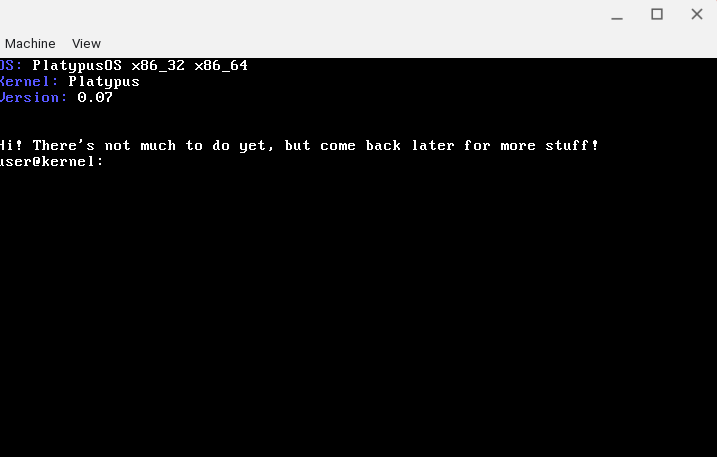 Machine View
OS: PlatypusOS x86_32 x86_64
Kernel: Platypus
Version: 0.07
Hi! There's not much to do yet, but come back later for more stuff!
user@kernel: